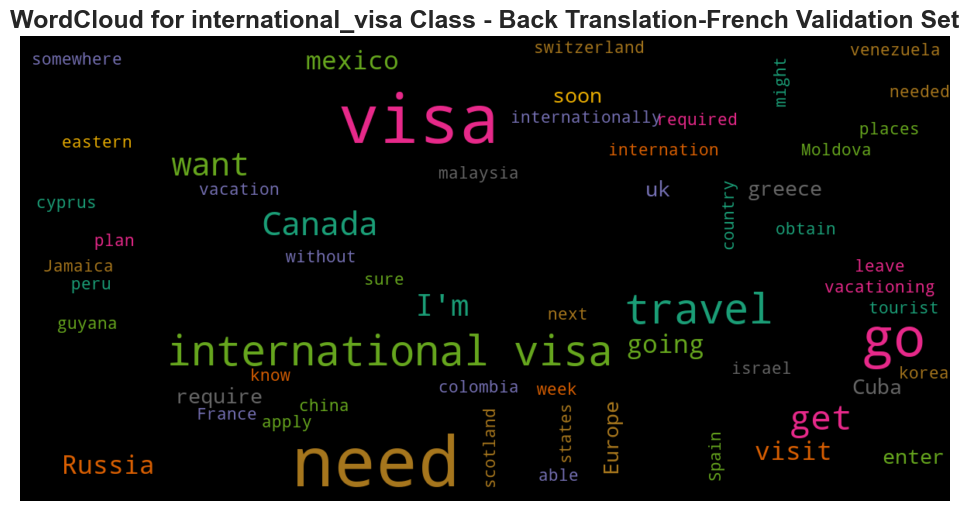 WordCloud for international_visa Class - Back Translation-French Validation Set
somewhere
mexico
switzerland
venezuela
might
visa
soon
needed
internationally
required
places
eastern
want
internation
Moldova
malaysia
vacation
uk
greece
country
cyprus
Canada
obtain
plan
without
Jamaica
sure
leave
peru
vacationing
I'm
travel
tourist
next
guyana
international visa
going
go
know
israel
korea
require
colombia
week
Cuba
France
china
apply
scotland
states
Europe
get
need
Spain
visit
Russia
able
enter